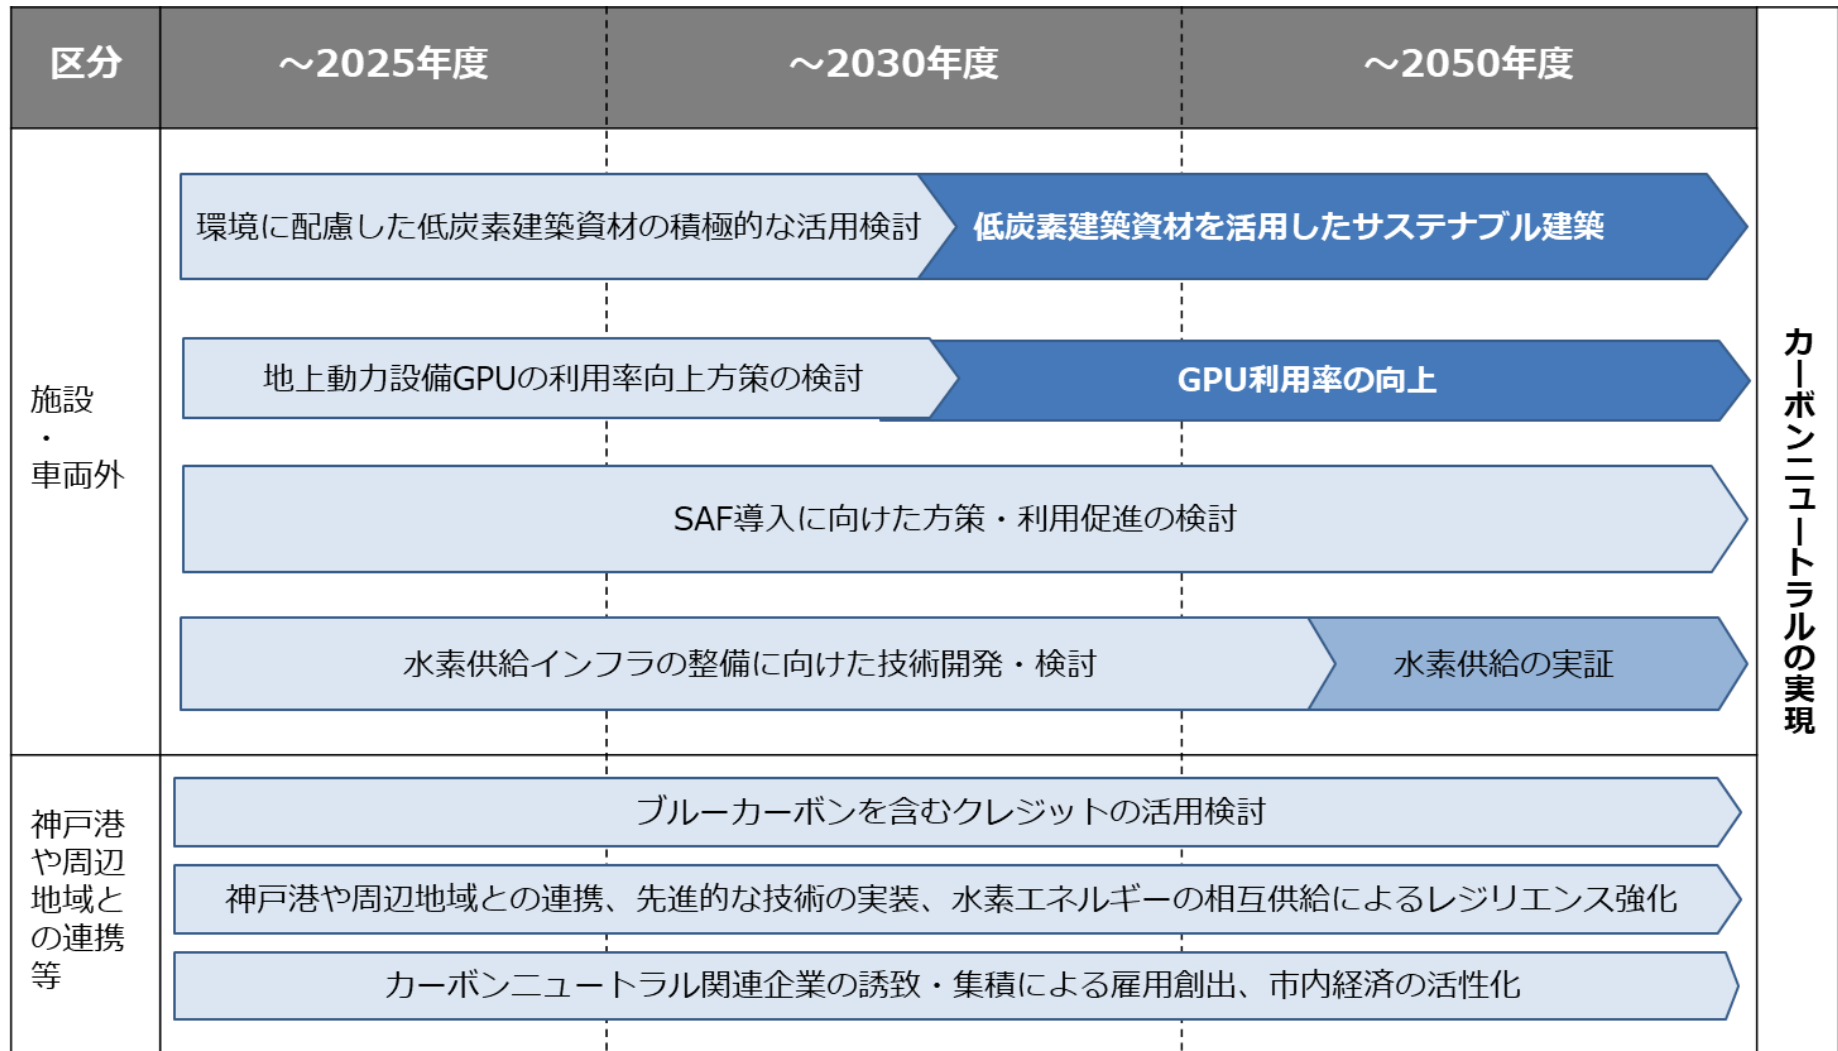 区分
～2025年度
～2030年度
～2050年度
施設
・
車両外
環境に配慮した低炭素建築資材の積極的な活用検討
低炭素建築資材を活用したサステナブル建築
地上動力設備GPUの利用率向上方策の検討
GPU利用率の向上
SAF導入に向けた方策・利用促進の検討
水素供給インフラの整備に向けた技術開発・検討
水素供給の実証
神戸港
や周辺
地域と
の連携
等
ブルーカーボンを含むクレジットの活用検討
神戸港や周辺地域との連携、先進的な技術の実装、水素エネルギーの相互供給によるレジリエンス強化
カーボンニュートラル関連企業の誘致・集積による雇用創出、市内経済の活性化
カーボンニュートラルの実現